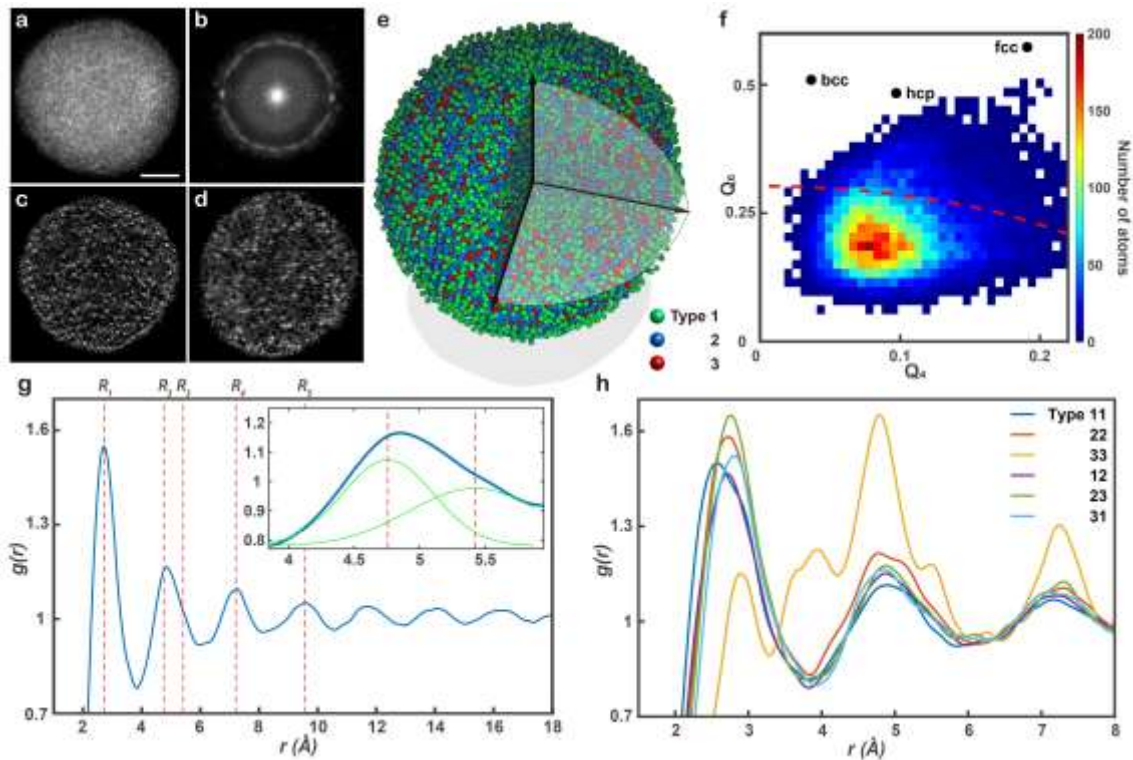 a
b
c
d
e
Type 1
2
3
f
fcc
bcc
hcp
0.5
0.25
0
Q₆
0
0.1
0.2
Q₄
200
150
100
50
0
Number of atoms
g
R₁
R₂
R₃
R₄
R₅
1.6
1.3
1
0.7
g(r)
2
4
6
8
10
12
14
16
18
r (Å)
1.2
1.1
1
0.9
0.8
4
4.5
5
5.5
h
Type 11
22
33
12
23
31
1.6
1.3
1.0
0.7
g(r)
2
3
4
5
6
7
8
r (Å)